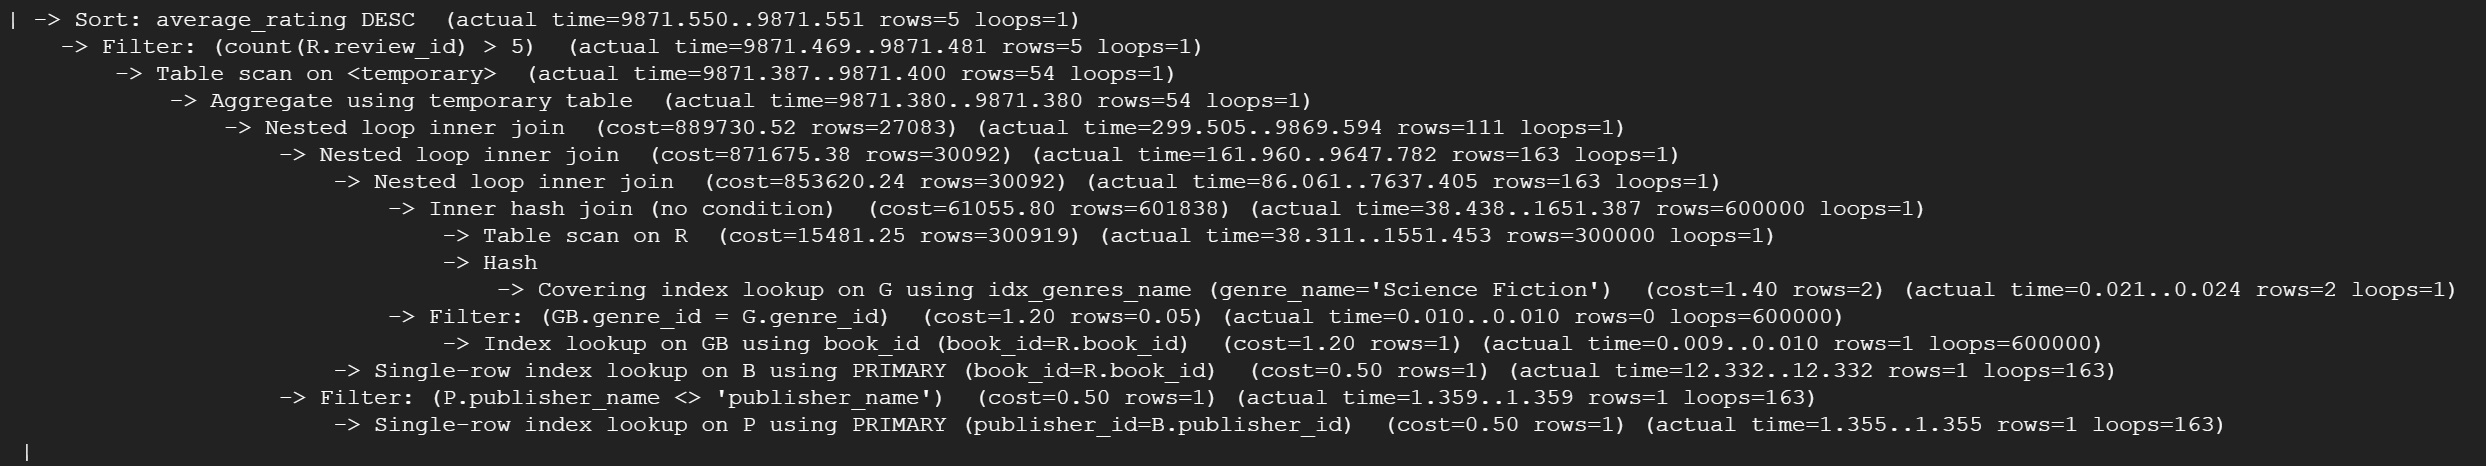 | -> Sort: average_rating DESC  (actual time=9871.550..9871.551 rows=5 loops=1)
    -> Filter: (count(R.review_id) > 5)  (actual time=9871.469..9871.481 rows=5 loops=1)
        -> Table scan on <temporary>  (actual time=9871.387..9871.400 rows=54 loops=1)
            -> Aggregate using temporary table  (actual time=9871.380..9871.380 rows=54 loops=1)
                -> Nested loop inner join  (cost=889730.52 rows=27083) (actual time=299.505..9869.594 rows=111 loops=1)
                    -> Nested loop inner join  (cost=871675.38 rows=30092) (actual time=161.960..9647.782 rows=163 loops=1)
                        -> Nested loop inner join  (cost=853620.24 rows=30092) (actual time=86.061..7637.405 rows=163 loops=1)
                            -> Inner hash join (no condition)  (cost=61055.80 rows=601838) (actual time=38.438..1651.387 rows=600000 loops=1)
                                -> Table scan on R  (cost=15481.25 rows=300919) (actual time=38.311..1551.453 rows=300000 loops=1)
                                -> Hash
                                    -> Covering index lookup on G using idx_genres_name (genre_name='Science Fiction')  (cost=1.40 rows=2) (actual time=0.021..0.024 rows=2 loops=1)
                            -> Filter: (GB.genre_id = G.genre_id)  (cost=1.20 rows=0.05) (actual time=0.010..0.010 rows=0 loops=600000)
                                -> Index lookup on GB using book_id (book_id=R.book_id)  (cost=1.20 rows=1) (actual time=0.009..0.010 rows=1 loops=600000)
                        -> Single-row index lookup on B using PRIMARY (book_id=R.book_id)  (cost=0.50 rows=1) (actual time=12.332..12.332 rows=1 loops=163)
                    -> Filter: (P.publisher_name <> 'publisher_name')  (cost=0.50 rows=1) (actual time=1.359..1.359 rows=1 loops=163)
                        -> Single-row index lookup on P using PRIMARY (publisher_id=B.publisher_id)  (cost=0.50 rows=1) (actual time=1.355..1.355 rows=1 loops=163)
 |